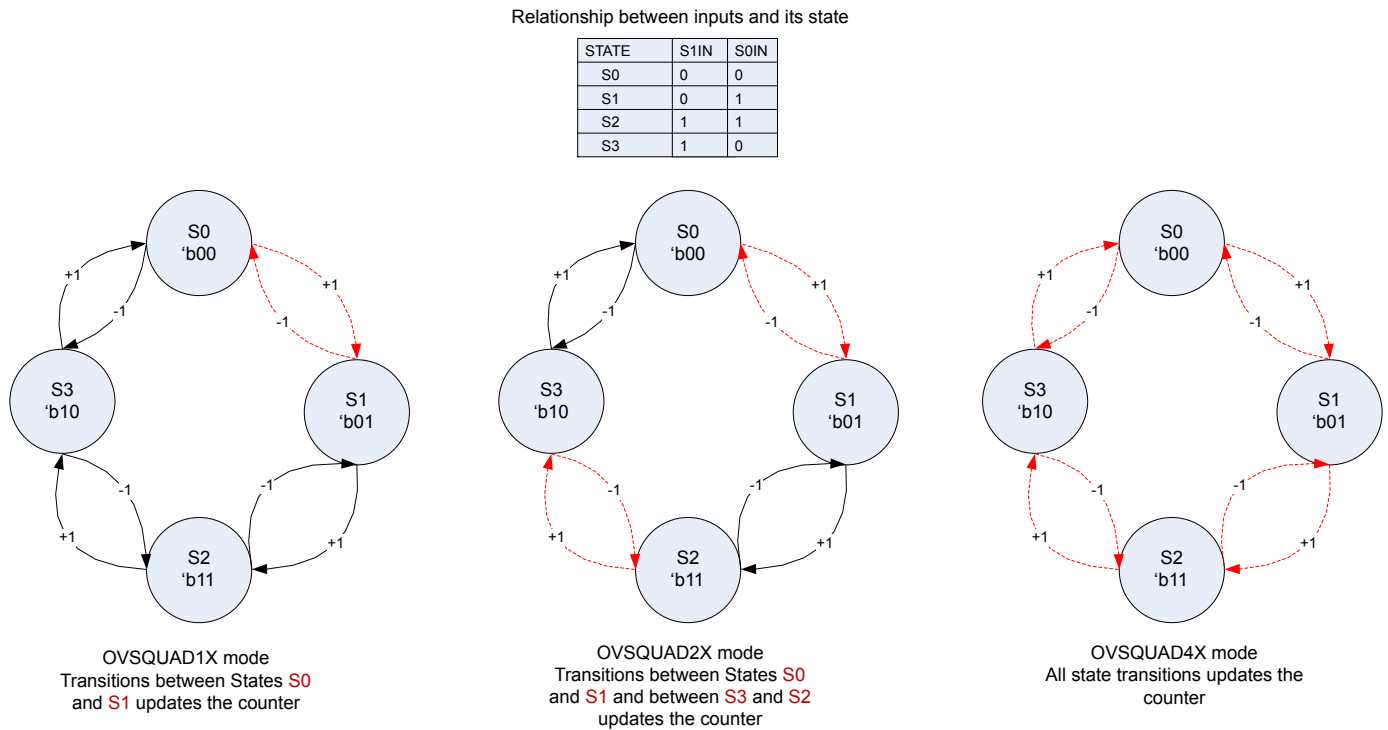 Relationship between inputs and its state
STATE S1IN S0IN
S0 0 0
S1 0 1
S2 1 1
S3 1 0
S0
‘b00
+1
-1
+1
-1
S3
‘b10
S1
‘b01
-1
+1
-1
+1
S2
‘b11
OVSQUAD1X mode
Transitions between States S0
and S1 updates the counter
S0
‘b00
+1
-1
+1
-1
S3
‘b10
S1
‘b01
-1
+1
-1
+1
S2
‘b11
OVSQUAD2X mode
Transitions between States S0
and S1 and between S3 and S2
updates the counter
S0
‘b00
+1
-1
+1
-1
S3
‘b10
S1
‘b01
-1
+1
-1
+1
S2
‘b11
OVSQUAD4X mode
All state transitions updates the
counter